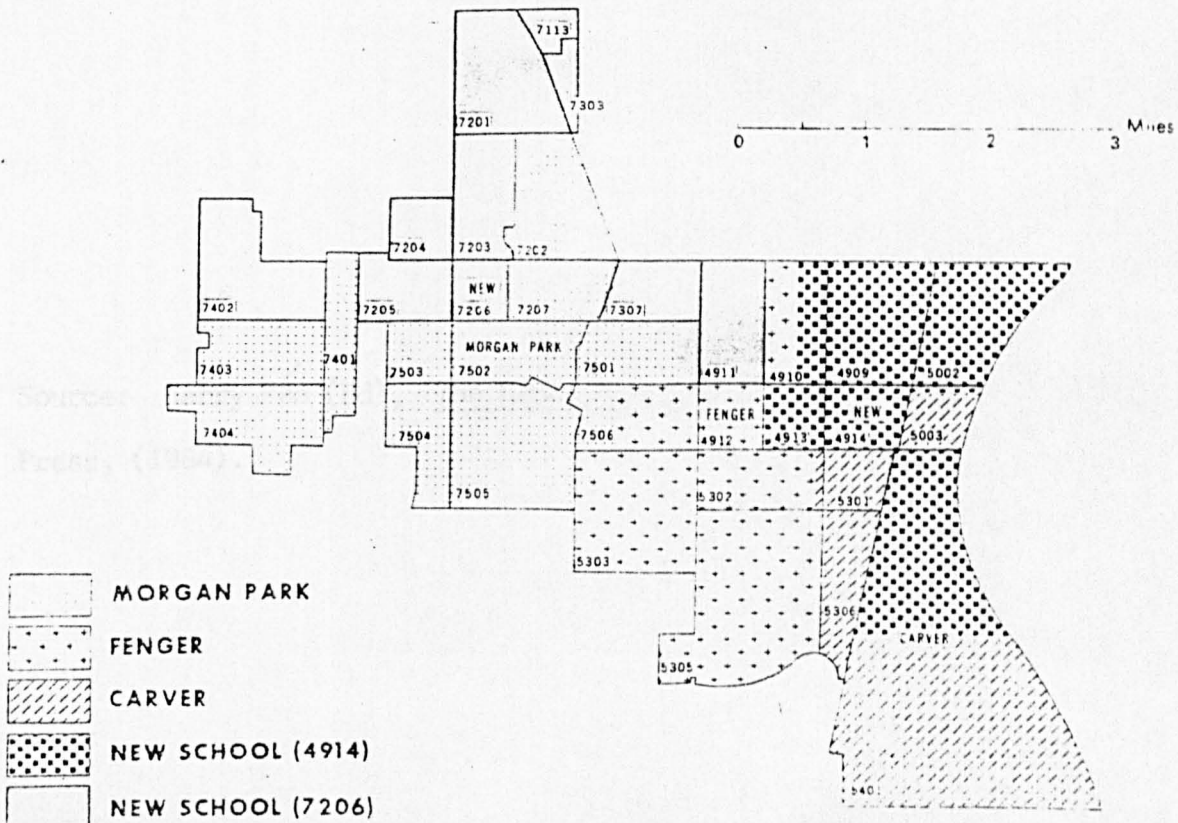 7113
7303
7201
0 1 2 3 Miles
7204 7203 7202
NEW
7402 7205 7206 7207 7307
MORGAN PARK
7403 7401 7503 7502 7501 4911 4910 4909 5002
FENGER NEW
7404 7504 7506 4912 4913 4914 5003
7505 5302 5301
5303
MORGAN PARK
5306
CARVER
FENGER
5305
CARVER
NEW SCHOOL (4914)
540
NEW SCHOOL (7206)